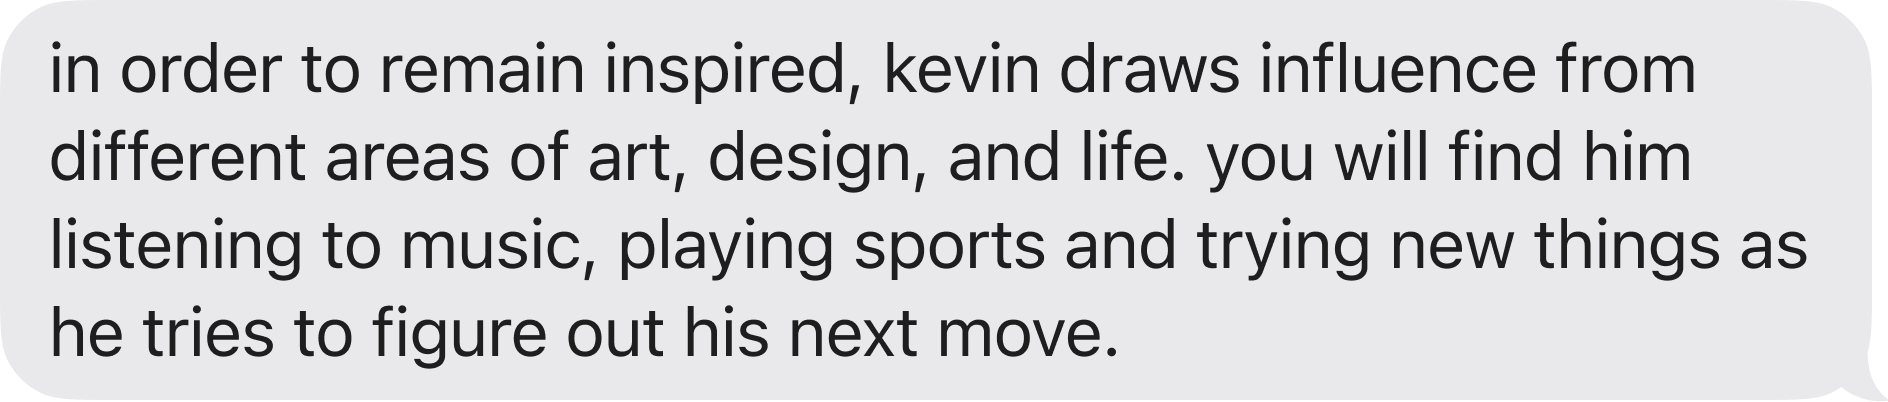 in order to remain inspired, kevin draws influence from
different areas of art, design, and life. you will find him
listening to music, playing sports and trying new things as
he tries to figure out his next move.